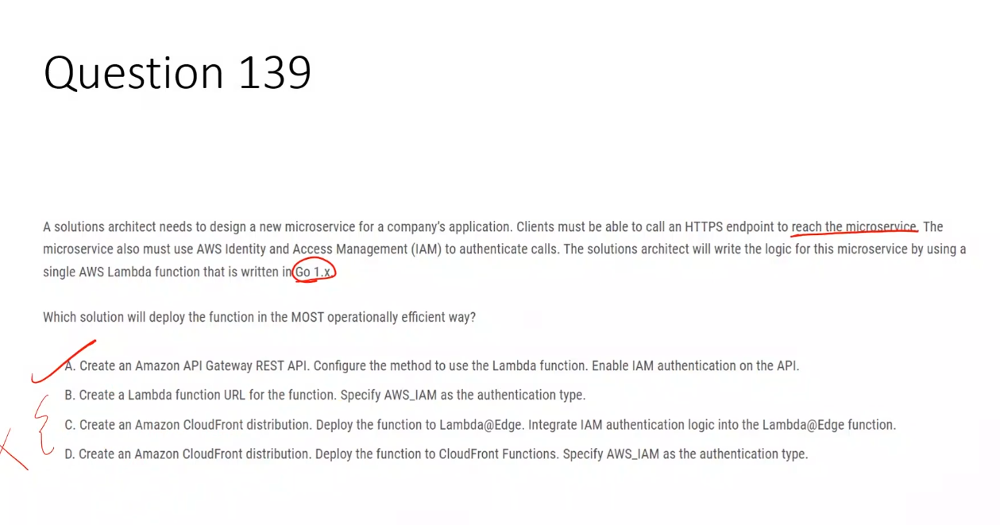 Question 139
A solutions architect needs to design a new microservice for a company's application. Clients must be able to call an HTTPS endpoint to reach the microservice. The
microservice also must use AWS Identity and Access Management (IAM) to authenticate calls. The solutions architect will write the logic for this microservice by using a
single AWS Lambda function that is written in Go 1.x.
Which solution will deploy the function in the MOST operationally efficient way?
A. Create an Amazon API Gateway REST API. Configure the method to use the Lambda function. Enable IAM authentication on the API.
B. Create a Lambda function URL for the function. Specify AWS_IAM as the authentication type.
C. Create an Amazon CloudFront distribution. Deploy the function to Lambda@Edge. Integrate IAM authentication logic into the Lambda@Edge function.
D. Create an Amazon CloudFront distribution. Deploy the function to CloudFront Functions. Specify AWS_IAM as the authentication type.